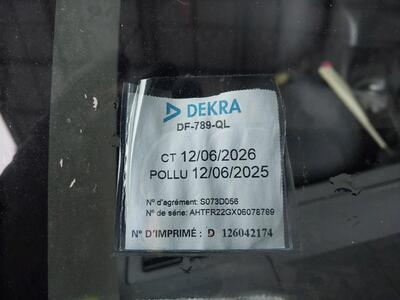 DEKRA
DF-789-QL
CT 12/06/2026
POLLU 12/06/2025
N° d'agrément: S073D056
N° de série: AHTFR22GX06078789
N° D'IMPRIMÉ : D 126042174